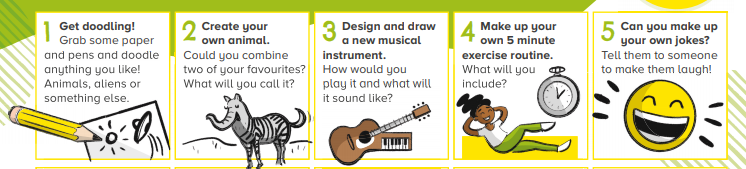 1 Get doodling!
Grab some paper
and pens and doodle
anything you like!
Animals, aliens or
something else.
2 Create your
own animal.
Could you combine
two of your favourites?
What will you call it?
3 Design and draw
a new musical
instrument.
How would you
play it and what will
it sound like?
4 Make up your
own 5 minute
exercise routine.
What will you
include?
5 Can you make up
your own jokes?
Tell them to someone
to make them laugh!